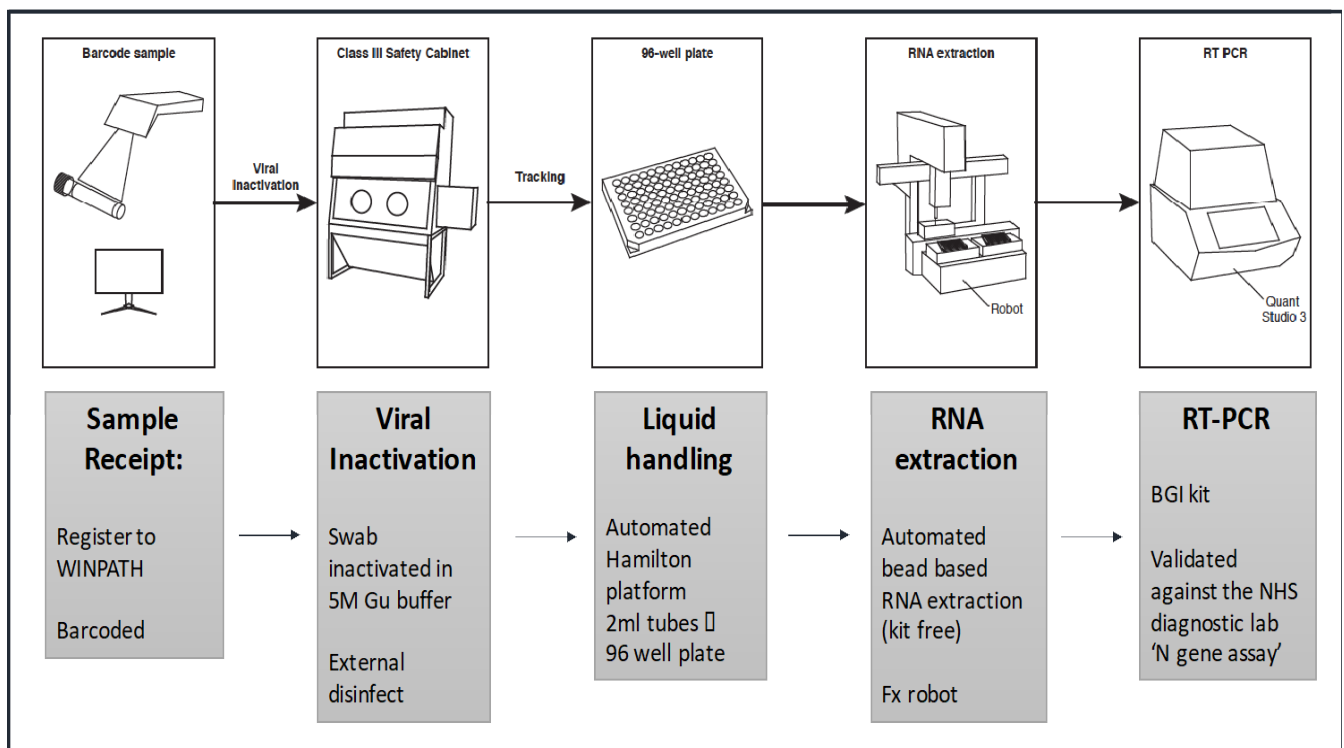 Barcode sample
Class III Safety Cabinet
96-well plate
RNA extraction
RT PCR
Viral
Inactivation
Tracking
Robot
Quant
Studio 3
Sample
Receipt:
Register to
WINPATH
Barcoded
Viral
Inactivation
Swab
inactivated in
5M Gu buffer
External
disinfect
Liquid
handling
Automated
Hamilton
platform
2ml tubes ▯
96 well plate
RNA
extraction
Automated
bead based
RNA extraction
(kit free)
Fx robot
RT-PCR
BGI kit
Validated
against the NHS
diagnostic lab
‘N gene assay’